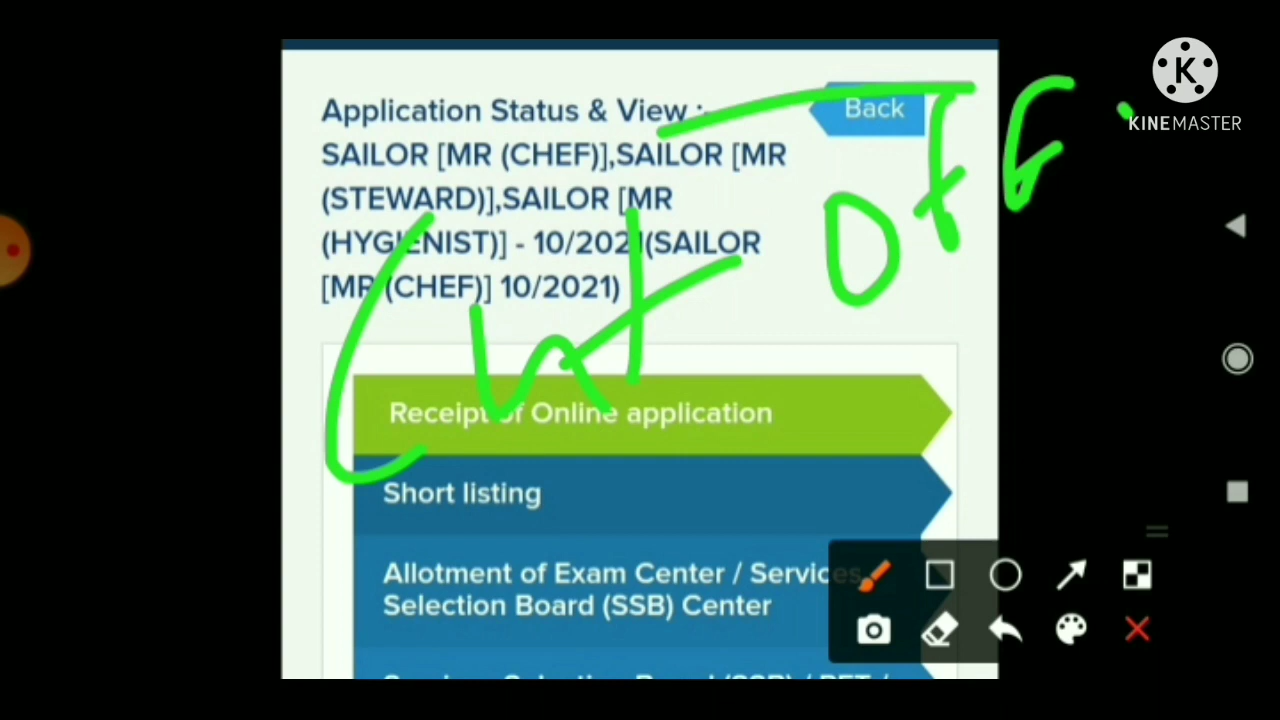 Application Status & View :-
Back
SAILOR [MR (CHEF)],SAILOR [MR
(STEWARD)],SAILOR [MR
(HYGIENIST)] - 10/2021(SAILOR
[MR (CHEF)] 10/2021)
Cut OFF
Receipt of Online application
Short listing
Allotment of Exam Center / Services
Selection Board (SSB) Center
KINEMASTER